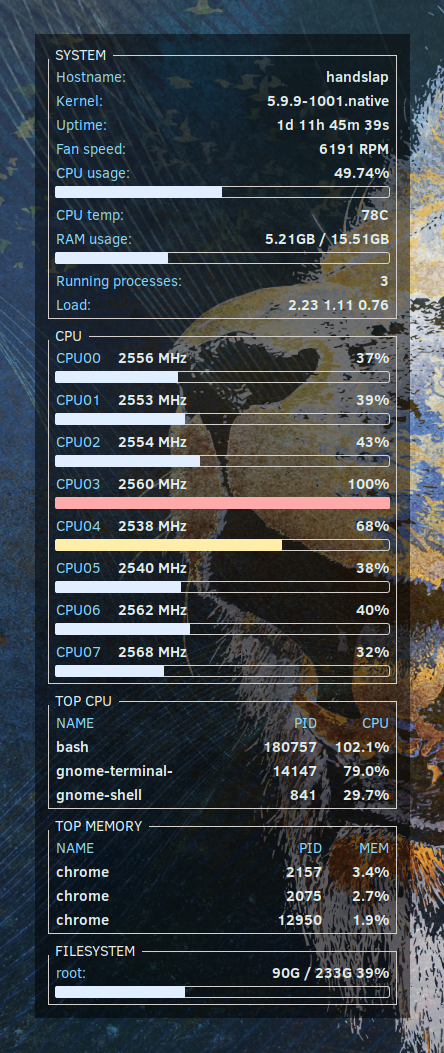 SYSTEM
Hostname: handslap
Kernel: 5.9.9-1001.native
Uptime: 1d 11h 45m 39s
Fan speed: 6191 RPM
CPU usage: 49.74%
CPU temp: 78C
RAM usage: 5.21GB / 15.51GB
Running processes: 3
Load: 2.23 1.11 0.76
CPU
CPU00 2556 MHz 37%
CPU01 2553 MHz 39%
CPU02 2554 MHz 43%
CPU03 2560 MHz 100%
CPU04 2538 MHz 68%
CPU05 2540 MHz 38%
CPU06 2562 MHz 40%
CPU07 2568 MHz 32%
TOP CPU
NAME PID CPU
bash 180757 102.1%
gnome-terminal- 14147 79.0%
gnome-shell 841 29.7%
TOP MEMORY
NAME PID MEM
chrome 2157 3.4%
chrome 2075 2.7%
chrome 12950 1.9%
FILESYSTEM
root: 90G / 233G 39%